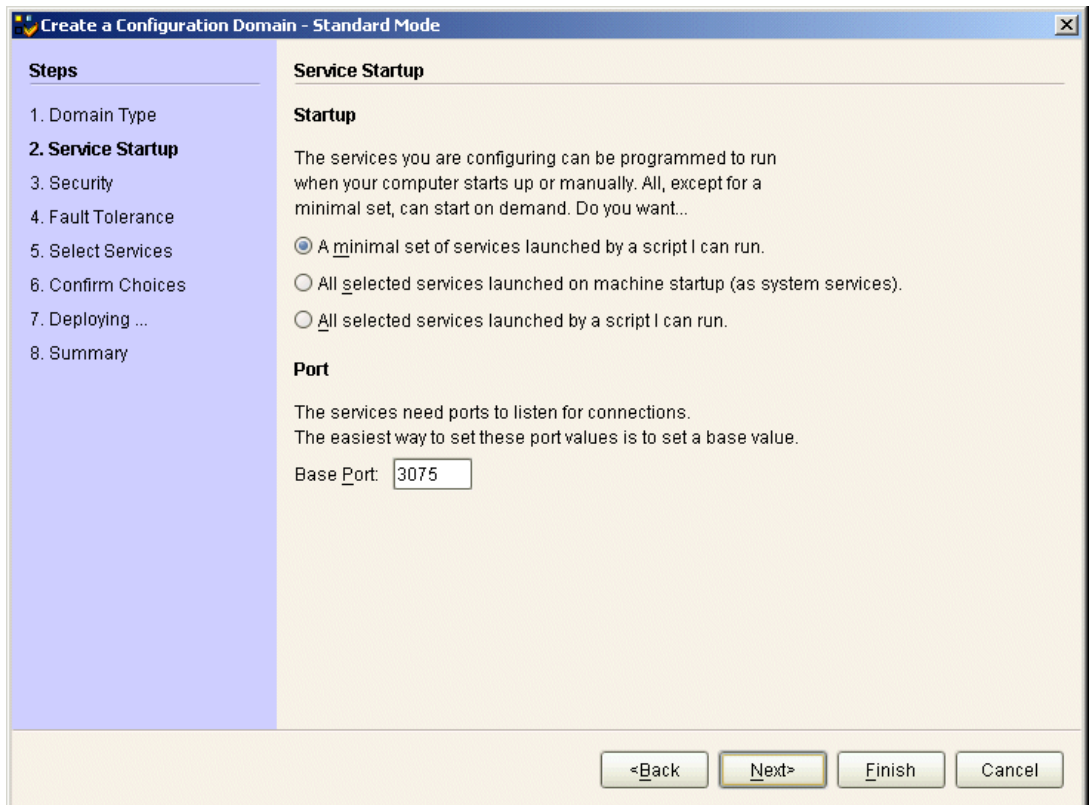 Create a Configuration Domain - Standard Mode
Steps
1. Domain Type
2. Service Startup
3. Security
4. Fault Tolerance
5. Select Services
6. Confirm Choices
7. Deploying ...
8. Summary
Service Startup
Startup
The services you are configuring can be programmed to run
when your computer starts up or manually. All, except for a
minimal set, can start on demand. Do you want...
A minimal set of services launched by a script I can run.
All selected services launched on machine startup (as system services).
All selected services launched by a script I can run.
Port
The services need ports to listen for connections.
The easiest way to set these port values is to set a base value.
Base Port: 3075
<Back Next> Finish Cancel